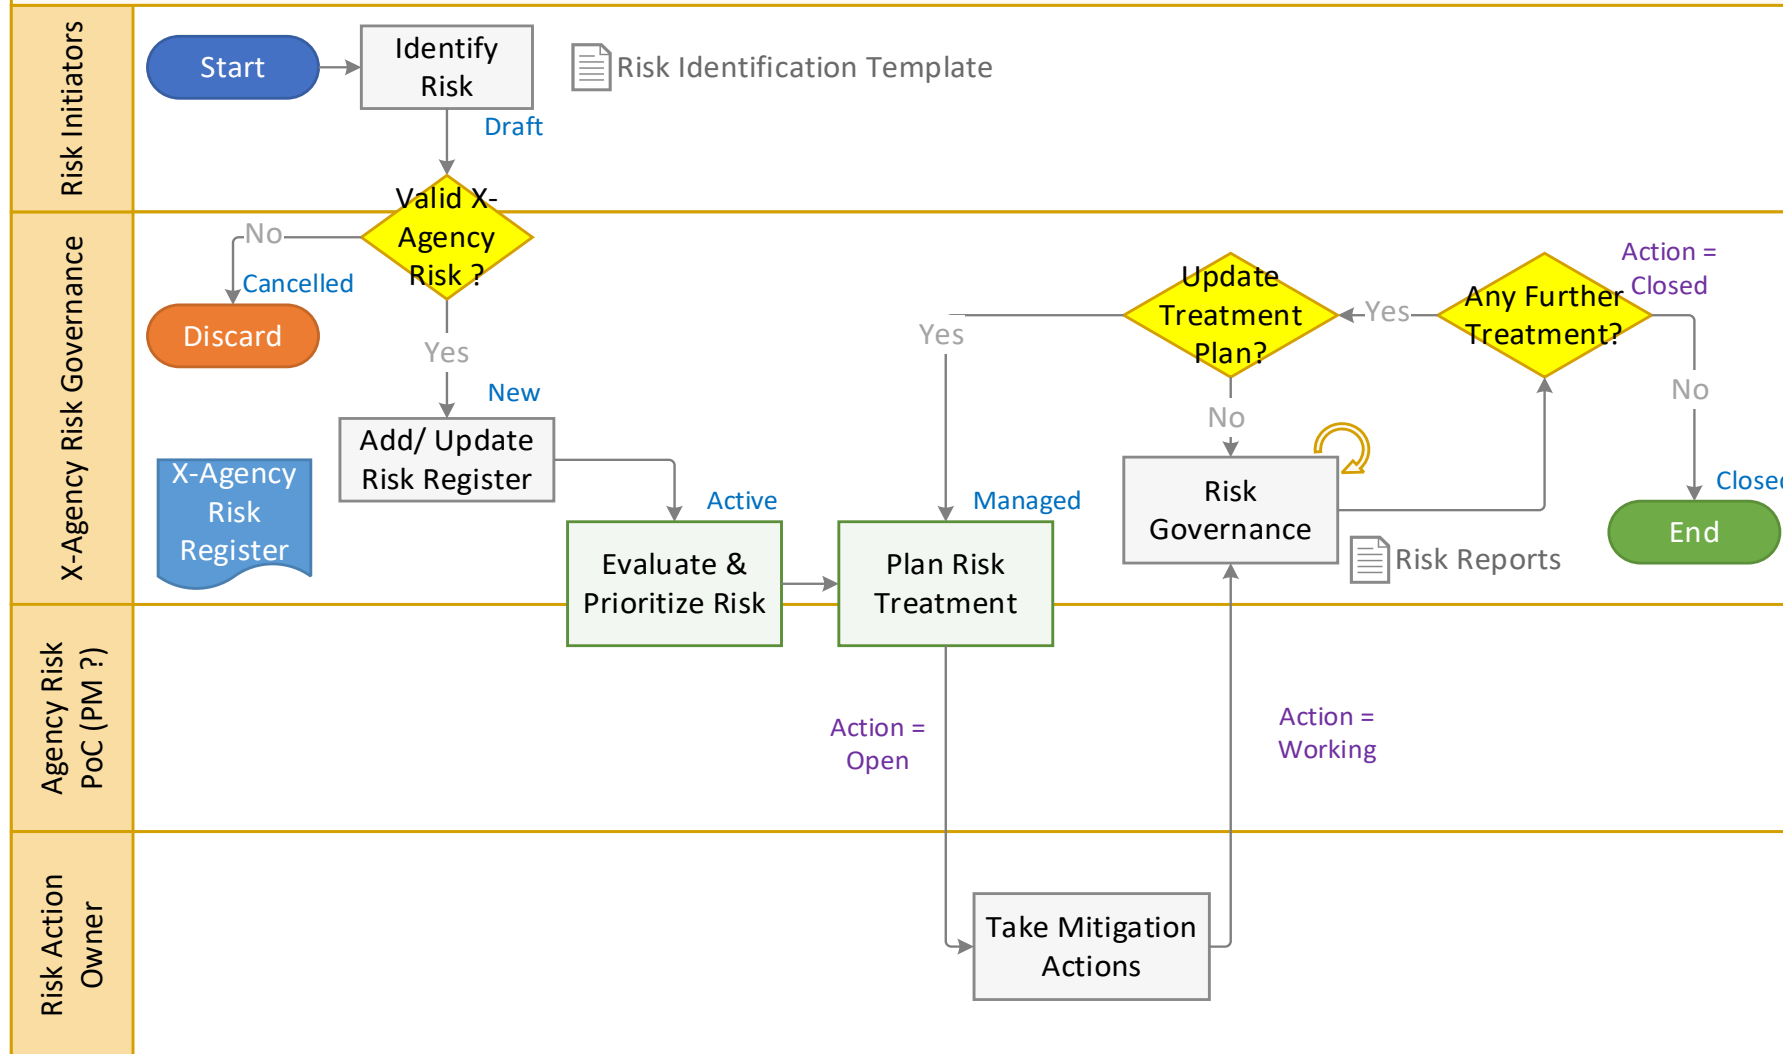 Risk Initiators
Start
Identify
Risk
Risk Identification Template
Draft
X-Agency Risk Governance
Valid X-
Agency
Risk ?
No
Cancelled
Discard
Yes
New
Add/ Update
Risk Register
X-Agency
Risk
Register
Active
Evaluate &
Prioritize Risk
Managed
Plan Risk
Treatment
Yes
Update
Treatment
Plan?
No
Yes
Any Further
Treatment?
Action =
Closed
No
Risk
Governance
Risk Reports
Closed
End
Agency Risk
PoC (PM ?)
Action =
Open
Action =
Working
Risk Action
Owner
Take Mitigation
Actions